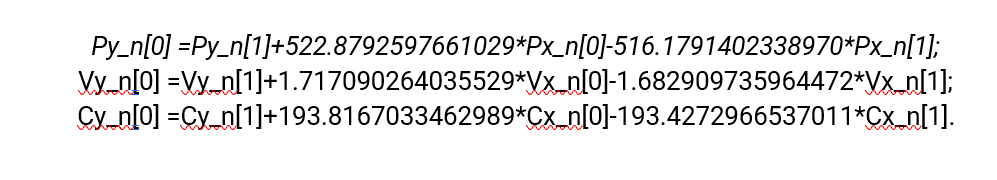 Py_n[0] =Py_n[1]+522.8792597661029*Px_n[0]-516.1791402338970*Px_n[1];
Vy_n[0] =Vy_n[1]+1.717090264035529*Vx_n[0]-1.682909735964472*Vx_n[1];
Cy_n[0] =Cy_n[1]+193.8167033462989*Cx_n[0]-193.4272966537011*Cx_n[1].